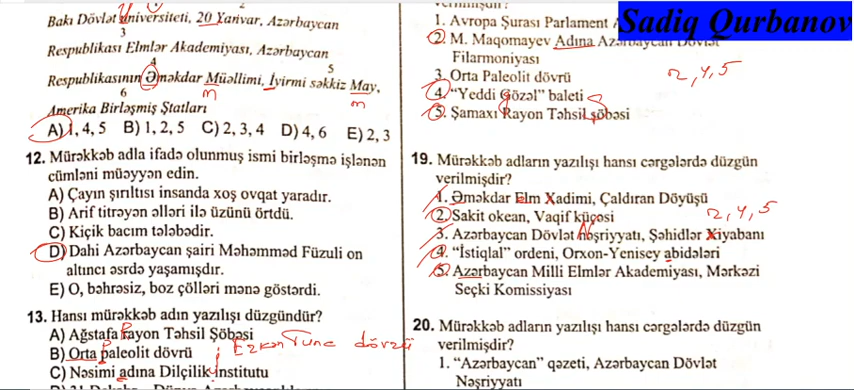 Bakı Dövlət Universiteti, 20 Yanvar, Azərbaycan
3
Respublikası Elmlər Akademiyası, Azərbaycan
4 5
Respublikasının Əməkdar Müəllimi, İyirmi səkkiz May,
6 m m
Amerika Birləşmiş Ştatları
A) 1, 4, 5 B) 1, 2, 5 C) 2, 3, 4 D) 4, 6 E) 2, 3
12. Mürəkkəb adla ifadə olunmuş ismi birləşmə işlənən
cümləni müəyyən edin.
A) Çayın şırıltısı insanda xoş ovqat yaradır.
B) Arif titrəyən əlləri ilə üzünü örtdü.
C) Kiçik bacım tələbədir.
D) Dahi Azərbaycan şairi Məhəmməd Füzuli on
altıncı əsrdə yaşamışdır.
E) O, bəhrəsiz, boz çölləri mənə göstərdi.
13. Hansı mürəkkəb adın yazılışı düzgündür?
A) Ağstafa rayon Təhsil Şöbəsi
B) Orta paleolit dövrü
C) Nəsimi adına Dilçilik İnstitutu
Sadiq Qurbanov
1. Avropa Şurası Parlament
2. M. Maqomayev Adına Azərbaycan Dövlət
Filarmoniyası
3. Orta Paleolit dövrü
2, 4, 5
4. “Yeddi Gözəl” baleti
5. Şamaxı Rayon Təhsil şöbəsi
19. Mürəkkəb adların yazılışı hansı cərgələrdə düzgün
verilmişdir?
1. Əməkdar Elm Xadimi, Çaldıran Döyüşü
2. Sakit okean, Vaqif küçəsi
2, 4, 5
3. Azərbaycan Dövlət Nəşriyyatı, Şəhidlər Xiyabanı
4. “İstiqlal” ordeni, Orxon-Yenisey abidələri
5. Azərbaycan Milli Elmlər Akademiyası, Mərkəzi
Seçki Komissiyası
20. Mürəkkəb adların yazılışı hansı cərgələrdə düzgün
verilmişdir?
1. “Azərbaycan” qəzeti, Azərbaycan Dövlət
Nəşriyyatı